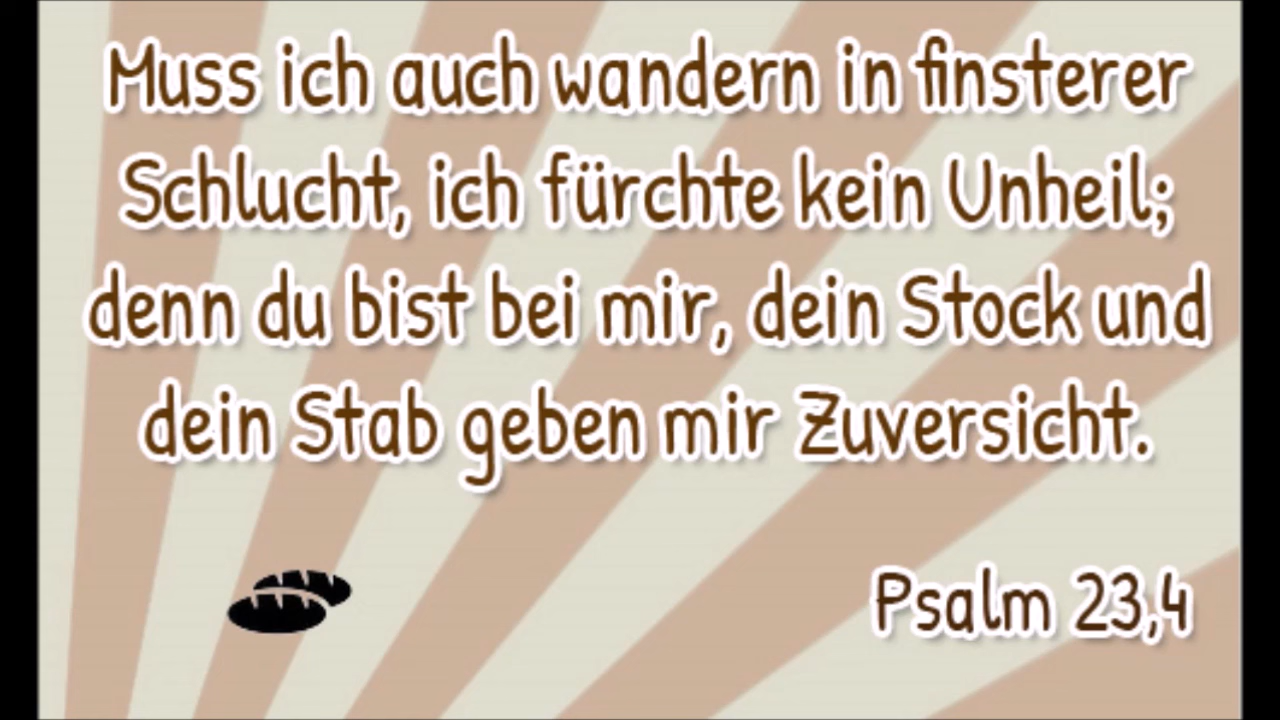 Muss ich auch wandern in finsterer
Schlucht, ich fürchte kein Unheil;
denn du bist bei mir, dein Stock und
dein Stab geben mir Zuversicht.
Psalm 23,4